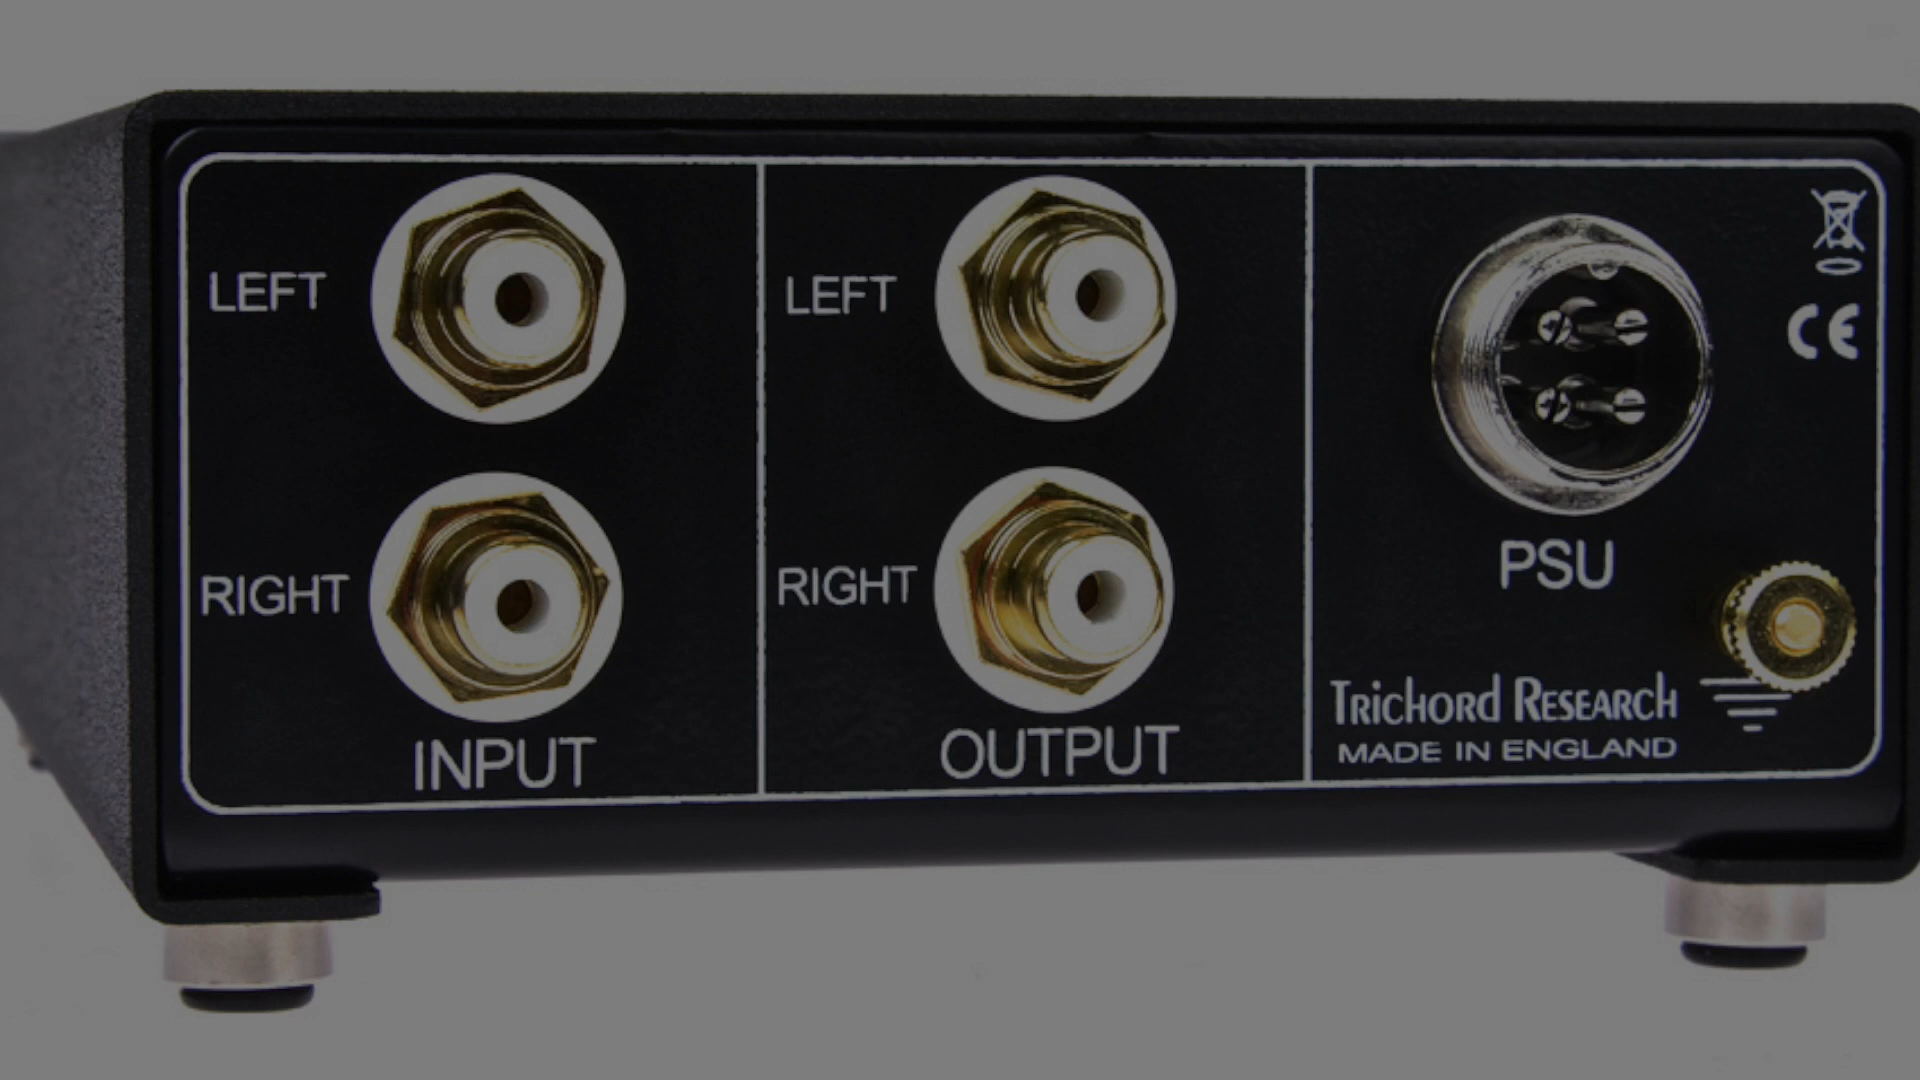 LEFT
RIGHT
INPUT
LEFT
RIGHT
OUTPUT
PSU
CE
TRICHORD RESEARCH
MADE IN ENGLAND